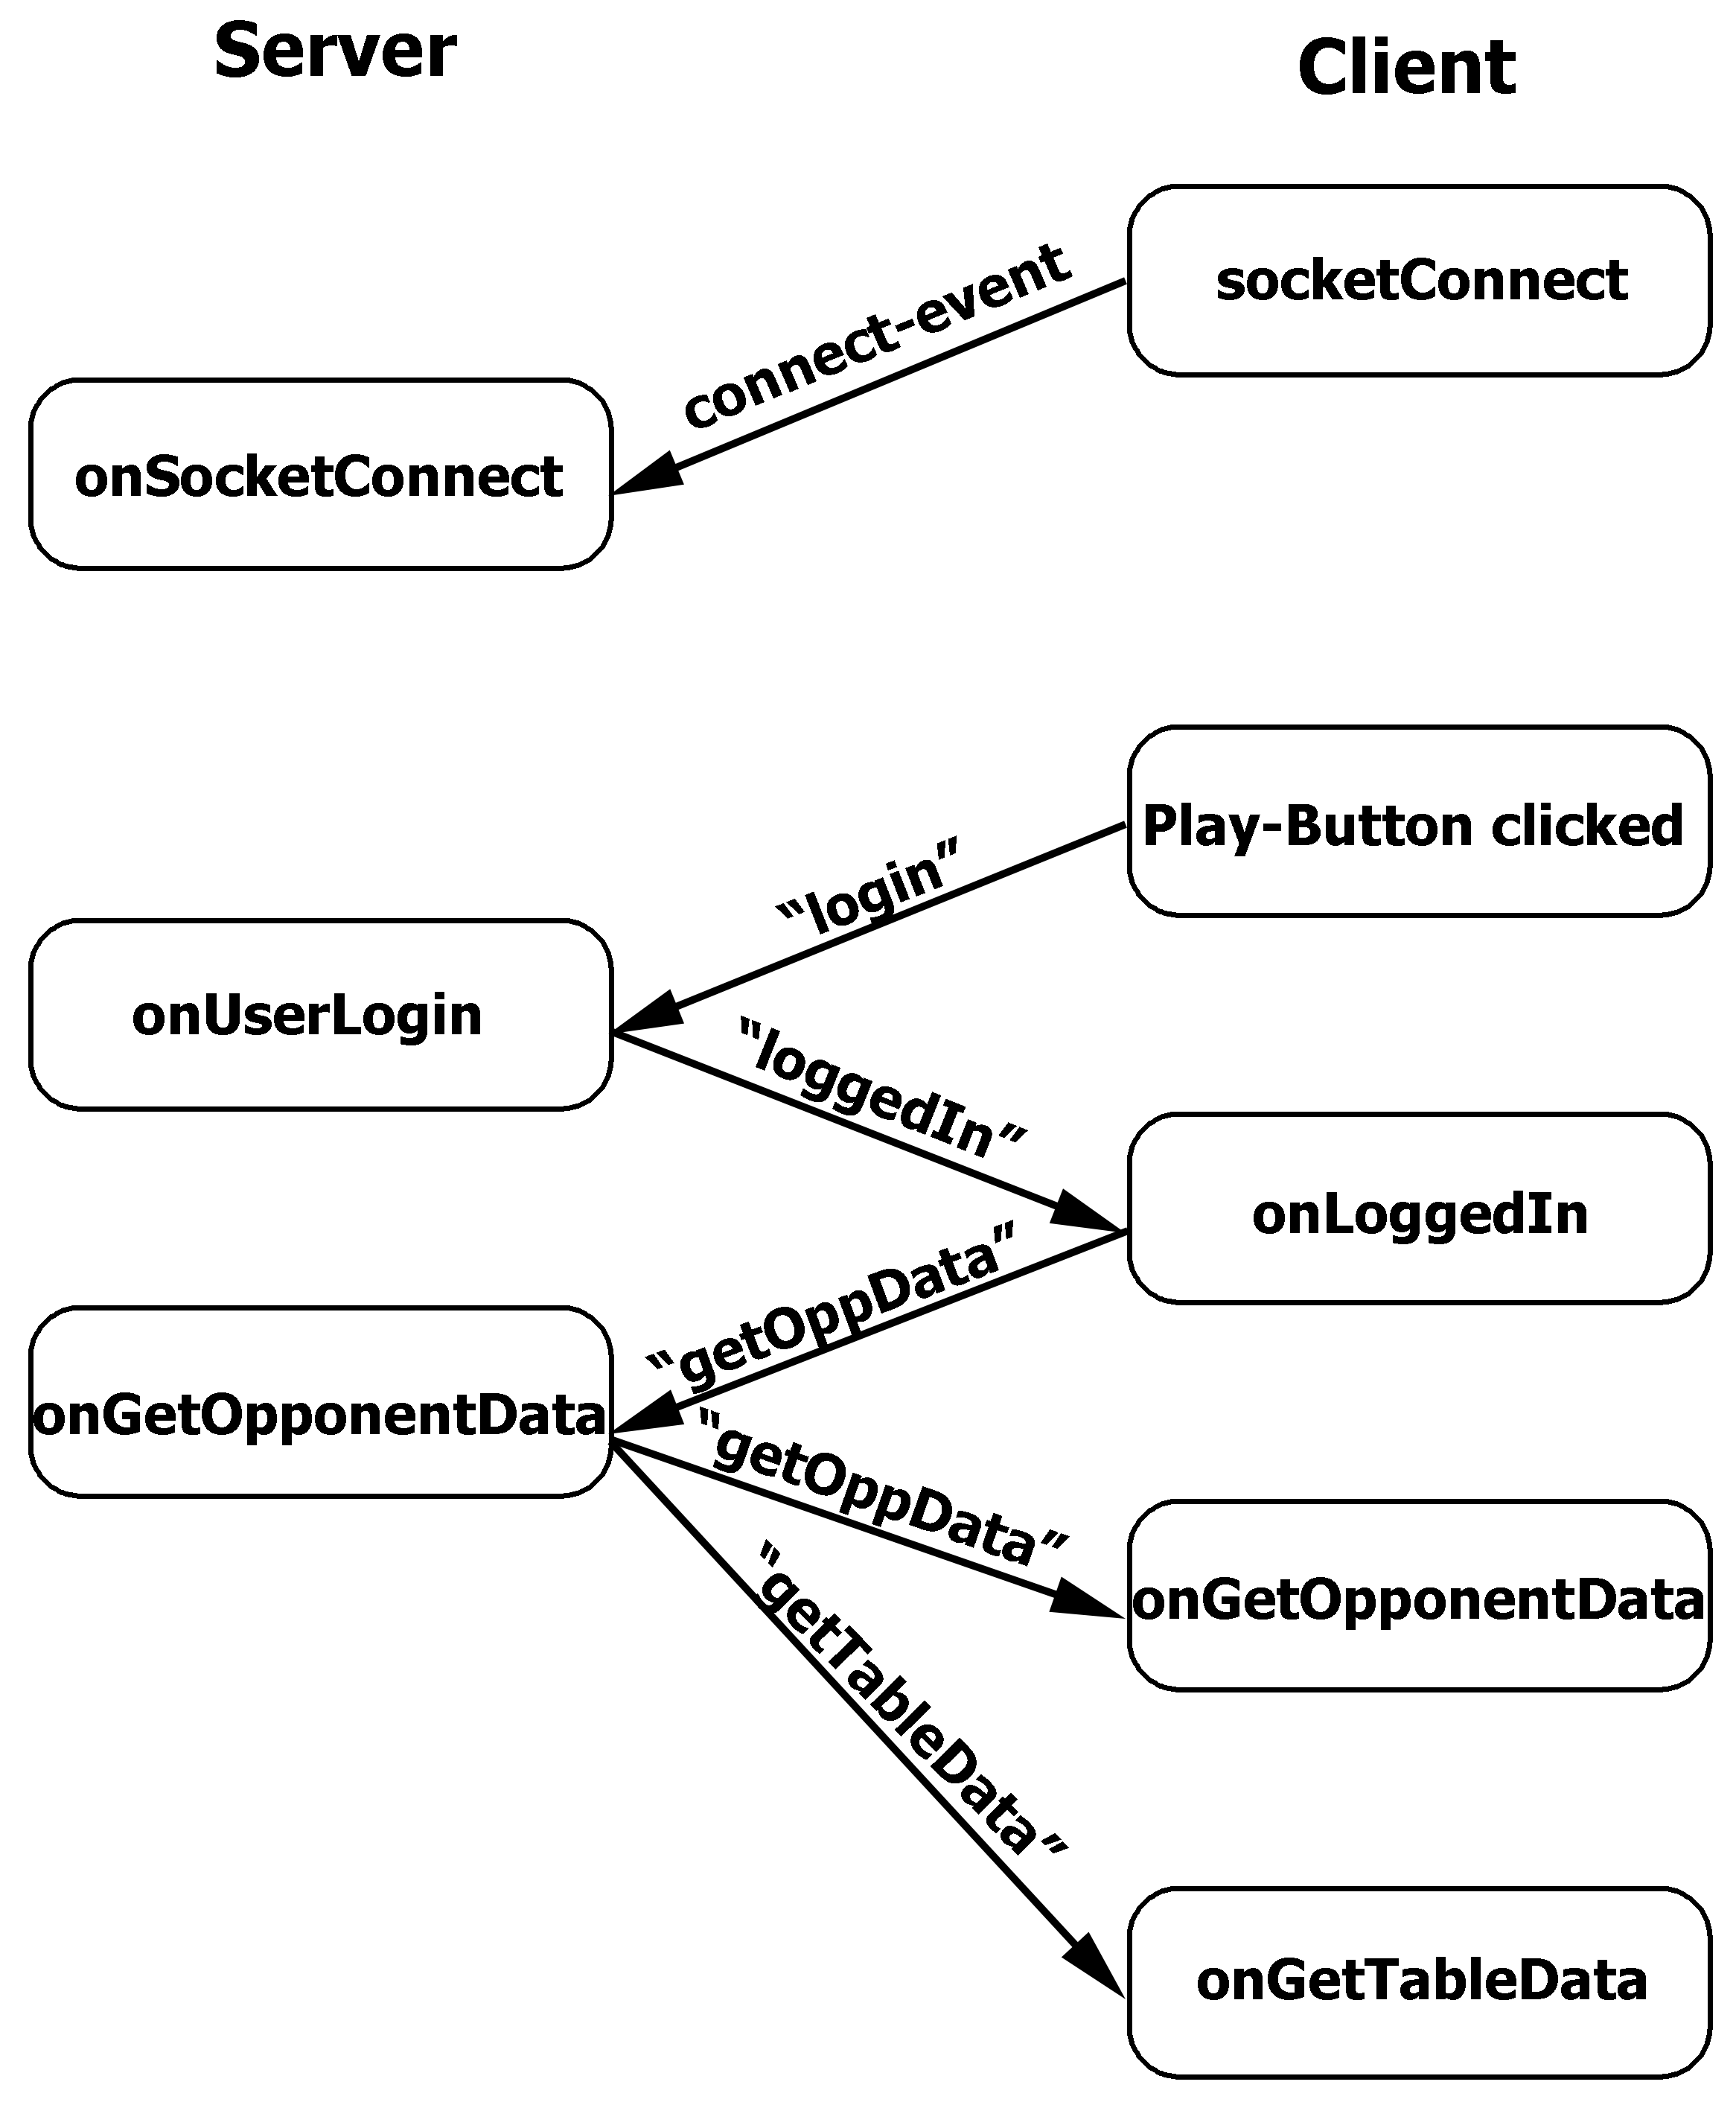 Server
Client
socketConnect
connect-event
onSocketConnect
Play-Button clicked
“login”
onUserLogin
“loggedIn”
onLoggedIn
“getOppData”
onGetOpponentData
“getOppData”
onGetOpponentData
“getTableData”
onGetTableData